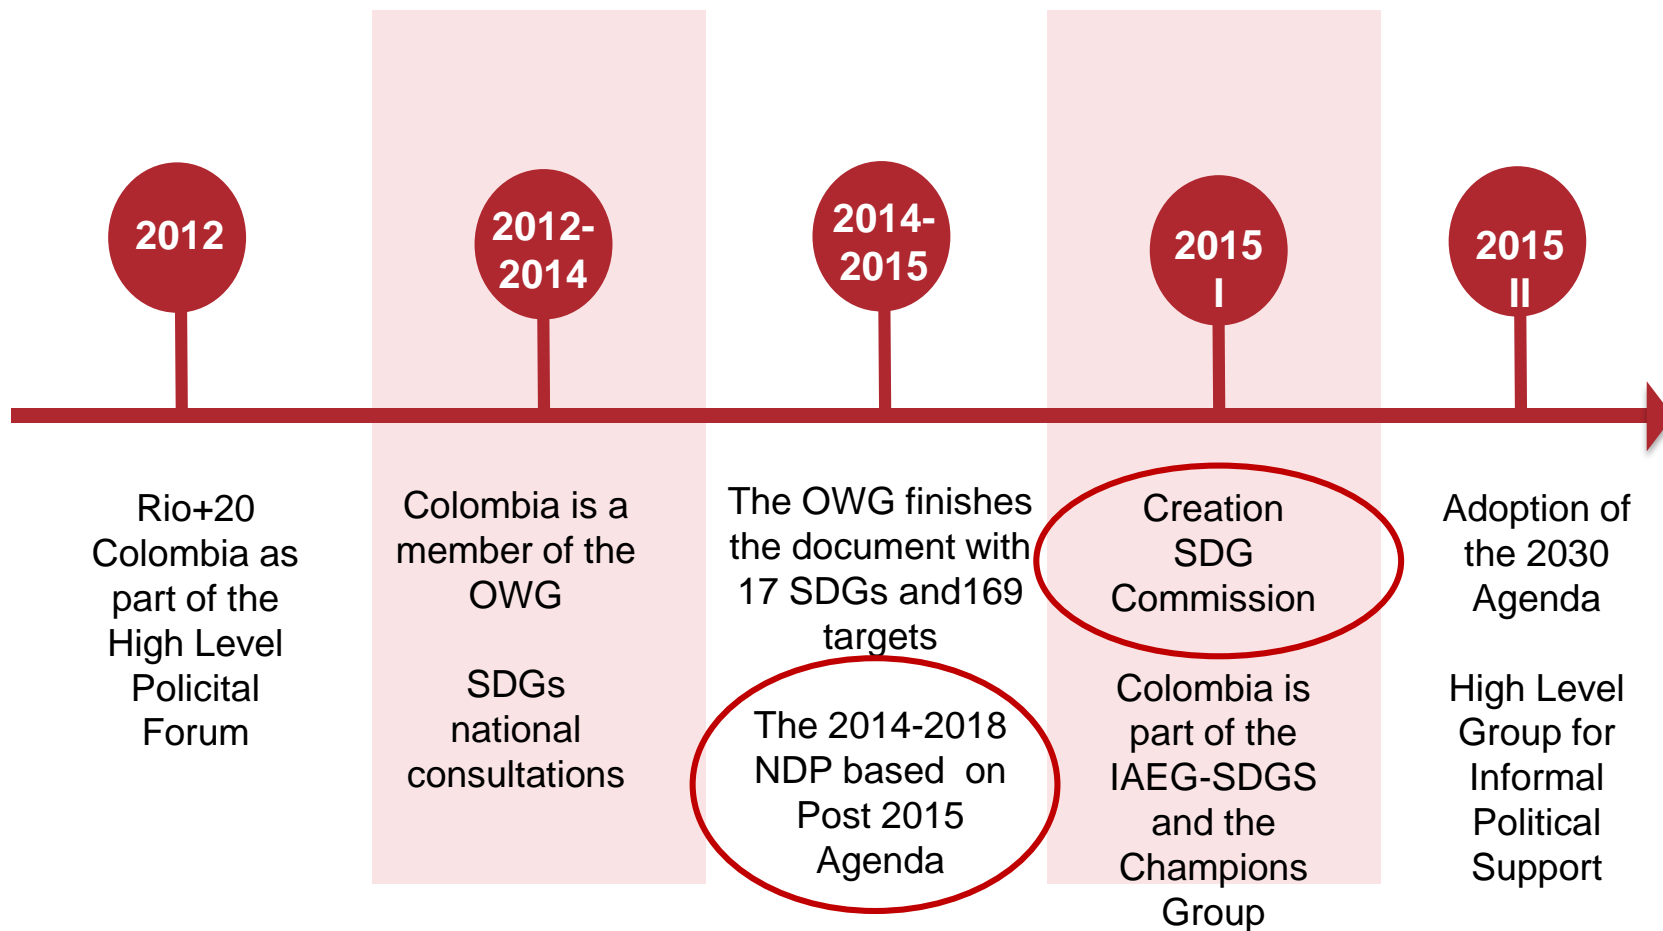 2012
2012-
2014
2014-
2015
2015
I
2015
II
Rio+20
Colombia as
part of the
High Level
Policital
Forum
Colombia is a
member of the
OWG
SDGs
national
consultations
The OWG finishes
the document with
17 SDGs and169
targets
The 2014-2018
NDP based  on
Post 2015
Agenda
Creation
SDG
Commission
Colombia is
part of the
IAEG-SDGS
and the
Champions
Group
Adoption of
the 2030
Agenda
High Level
Group for
Informal
Political
Support